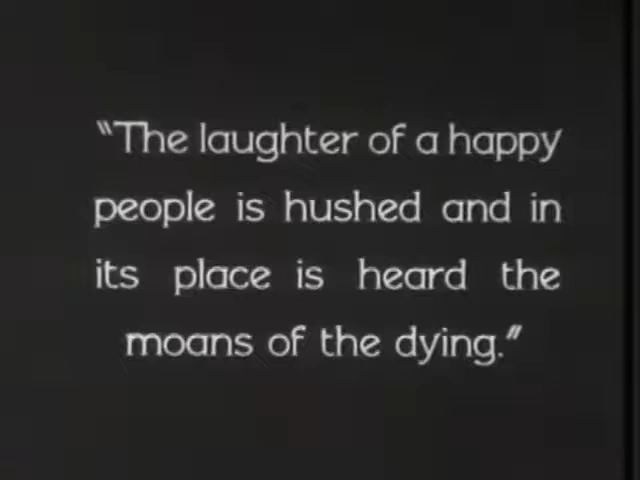 "The laughter of a happy
people is hushed and in
its place is heard the
moans of the dying."